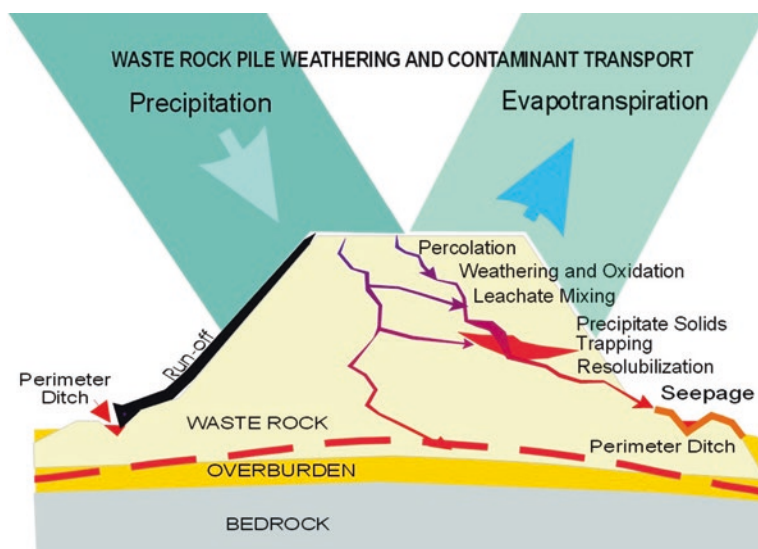 WASTE ROCK PILE WEATHERING AND CONTAMINANT TRANSPORT
Precipitation
Evapotranspiration
Percolation
Weathering and Oxidation
Leachate Mixing
Precipitate Solids
Trapping
Resolubilization
Run-off
Perimeter
Ditch
Seepage
WASTE ROCK
Perimeter Ditch
OVERBURDEN
BEDROCK